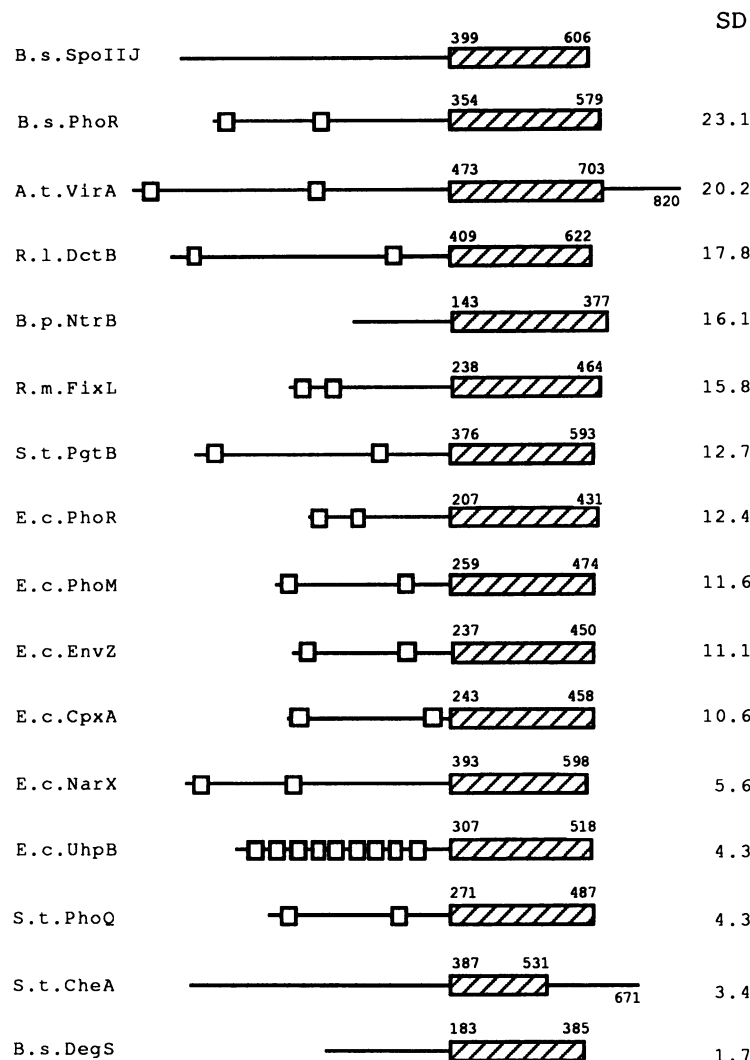 SD
399 606
B.s.SpoIIJ
354 579
B.s.PhoR 23.1
473 703
A.t.VirA 20.2
820
409 622
R.l.DctB 17.8
143 377
B.p.NtrB 16.1
238 464
R.m.FixL 15.8
376 593
S.t.PgtB 12.7
207 431
E.c.PhoR 12.4
259 474
E.c.PhoM 11.6
237 450
E.c.EnvZ 11.1
243 458
E.c.CpxA 10.6
393 598
E.c.NarX 5.6
307 518
E.c.UhpB 4.3
271 487
S.t.PhoQ 4.3
387 531
S.t.CheA 3.4
671
183 385
B.s.DegS 1.7